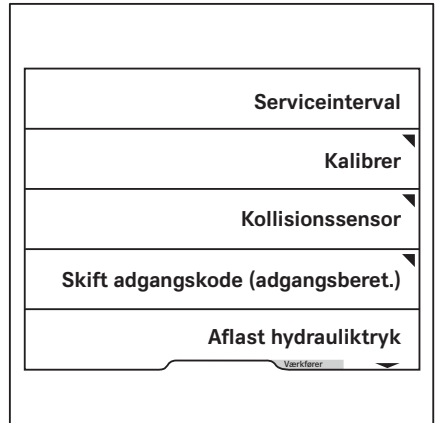 Serviceinterval
Kalibrer
Kollisionssensor
Skift adgangskode (adgangsberet.)
Aflast hydrauliktryk
Værkfører